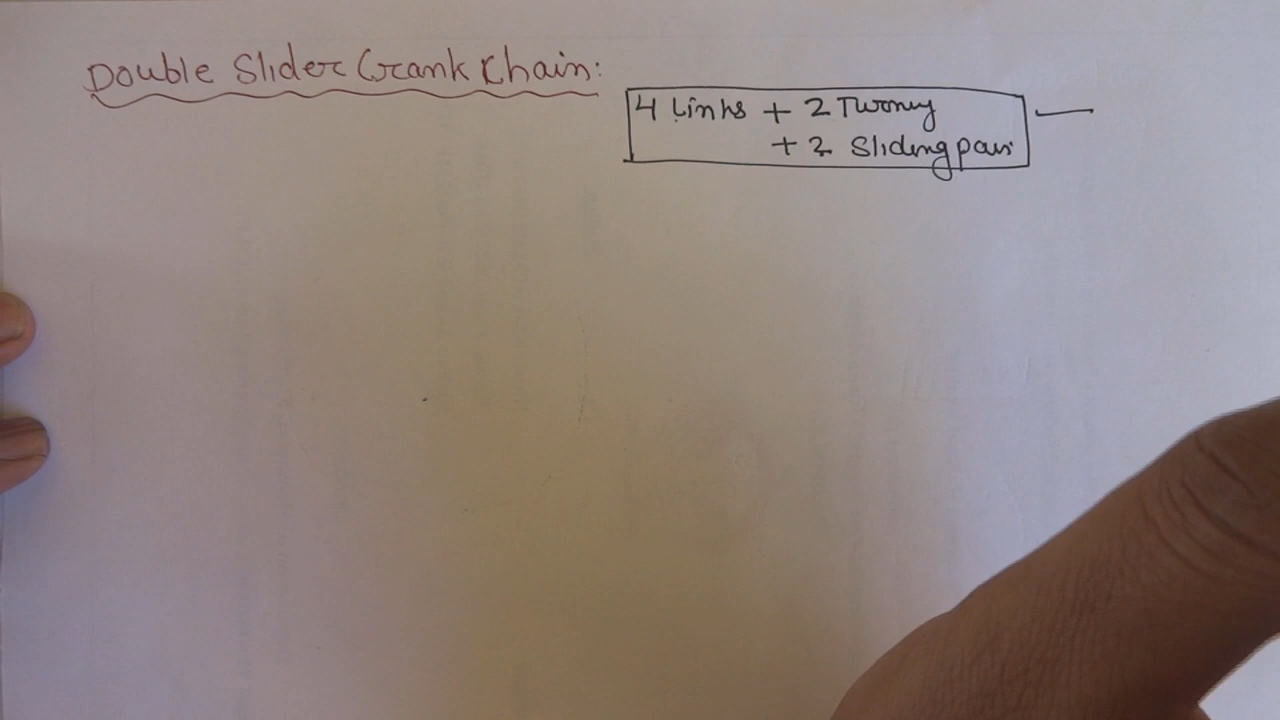 Double Slider Crank Chain:
4 Links + 2 Turning
+ 2 Sliding pair